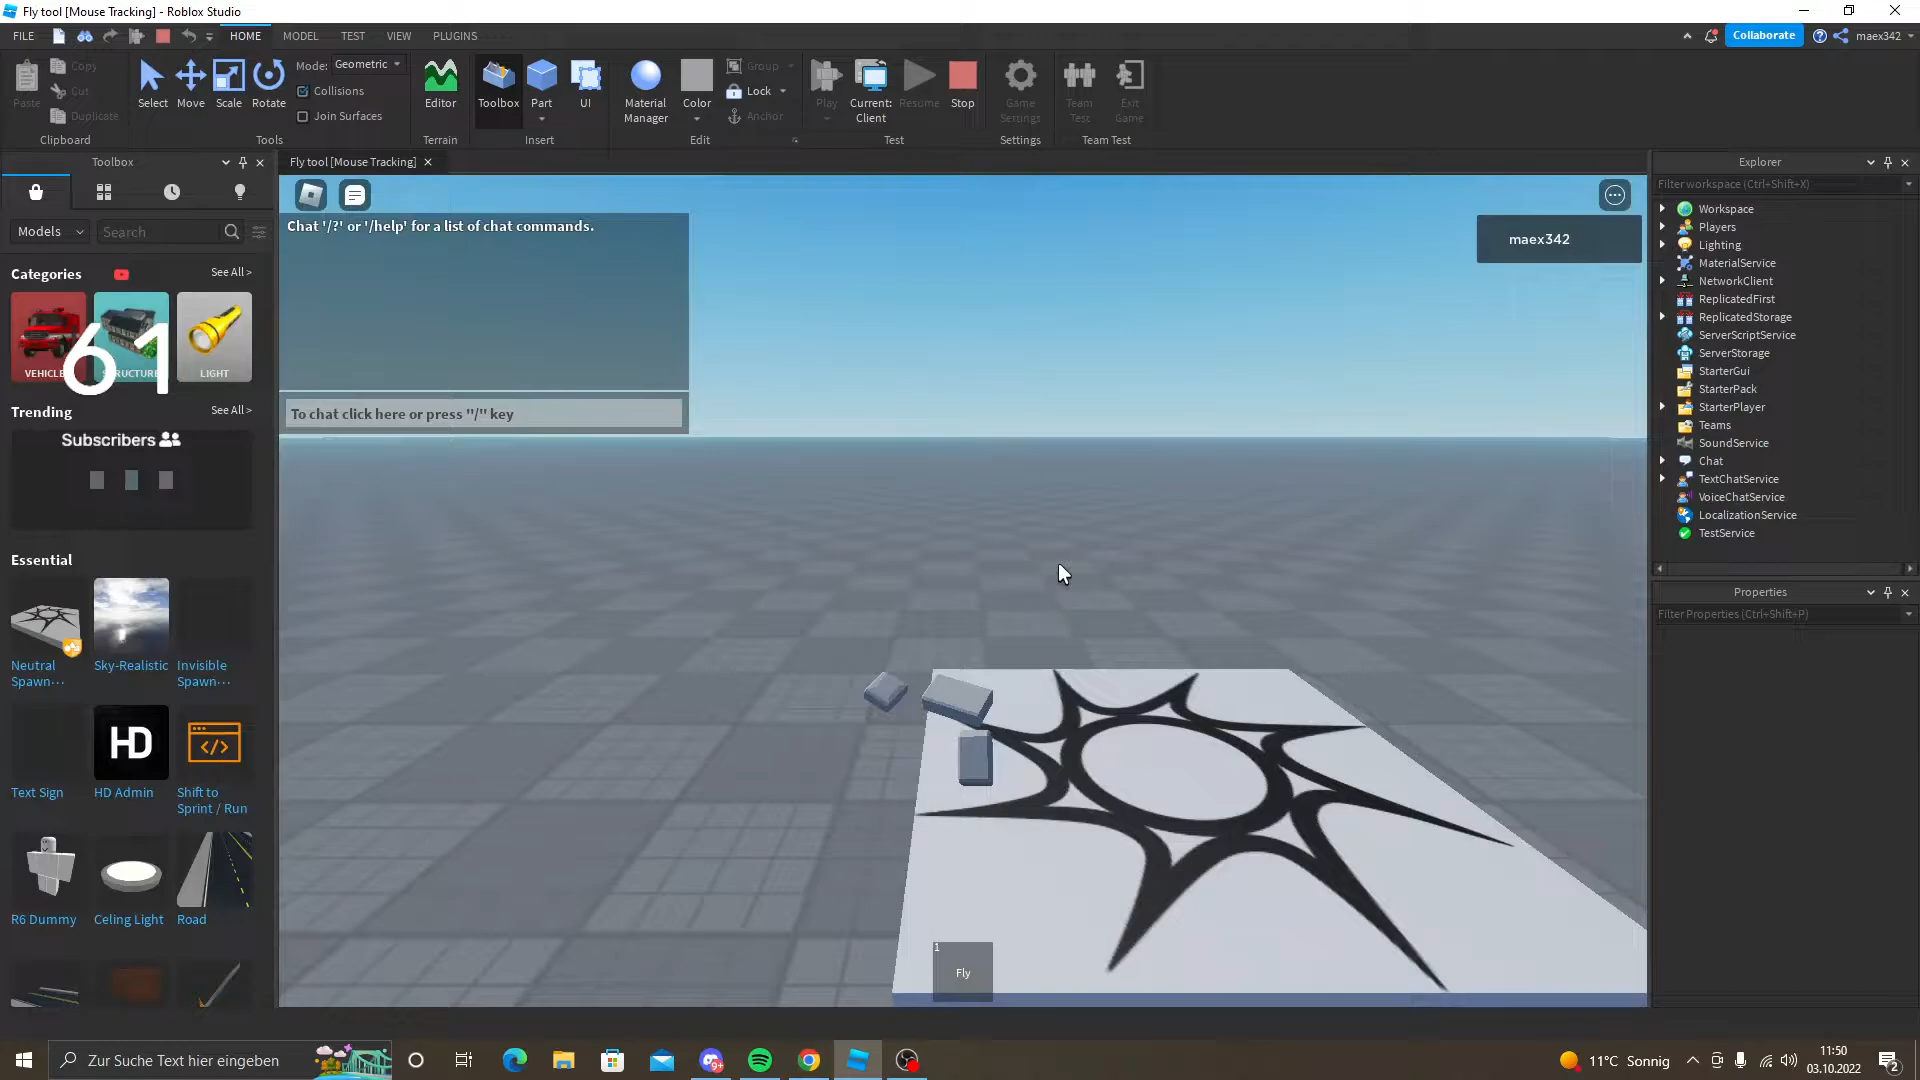 Fly tool [Mouse Tracking] - Roblox Studio
FILE
HOME
MODEL
TEST
VIEW
PLUGINS
Collaborate
maex342
Paste
Copy
Cut
Duplicate
Clipboard
Select
Move
Scale
Rotate
Mode: Geometric
Collisions
Join Surfaces
Tools
Editor
Terrain
Toolbox
Part
UI
Insert
Material
Manager
Color
Group
Lock
Anchor
Edit
Play
Current:
Client
Resume
Stop
Test
Game
Settings
Settings
Team
Test
Exit
Game
Team Test
Toolbox
Models
Search
Categories
See All >
VEHICLE
RUCTURE
LIGHT
61
Trending
See All >
Subscribers
Essential
Neutral
Spawn...
Sky-Realistic
Invisible
Spawn...
Text Sign
HD
HD Admin
Shift to
Sprint / Run
R6 Dummy
Celing Light
Road
Fly tool [Mouse Tracking]
Chat '/?' or '/help' for a list of chat commands.
To chat click here or press "/" key
maex342
1
Fly
Explorer
Filter workspace (Ctrl+Shift+X)
Workspace
Players
Lighting
MaterialService
NetworkClient
ReplicatedFirst
ReplicatedStorage
ServerScriptService
ServerStorage
StarterGui
StarterPack
StarterPlayer
Teams
SoundService
Chat
TextChatService
VoiceChatService
LocalizationService
TestService
Properties
Filter Properties (Ctrl+Shift+P)
Zur Suche Text hier eingeben
9+
11°C Sonnig
11:50
03.10.2022
2